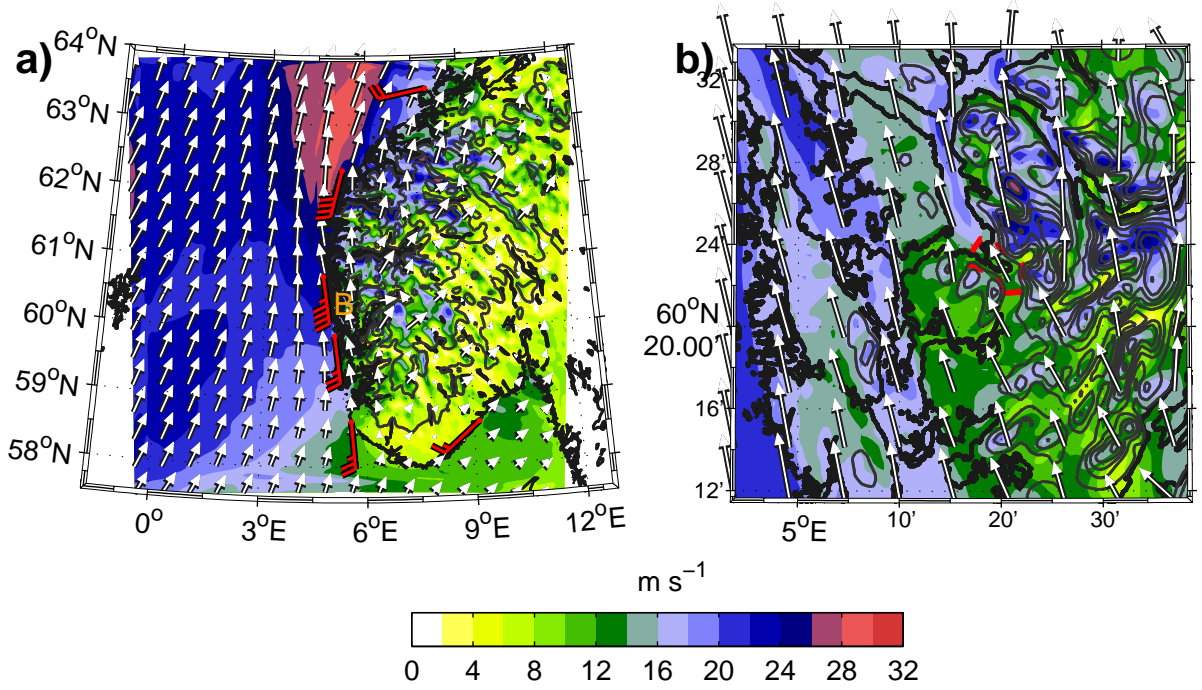 a)
64°N
63°N
62°N
61°N
60°N
59°N
58°N
0°
3°E
6°E
9°E
12°E
B
b)
32'
28'
24'
60°N
20.00'
16'
12'
5°E
10'
20'
30'
m s⁻¹
0 4 8 12 16 20 24 28 32